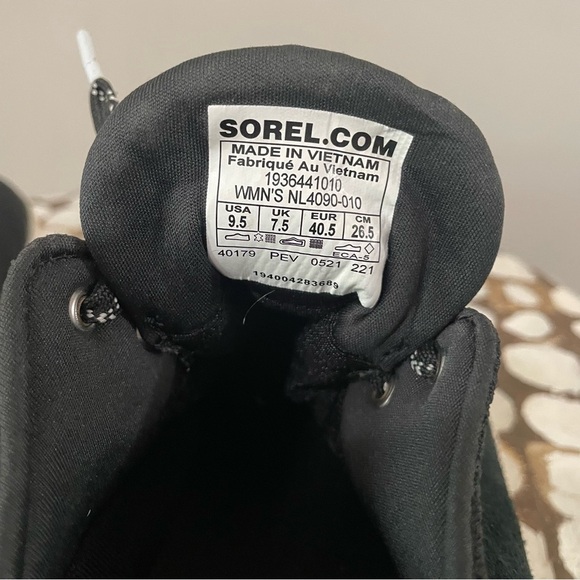 SOREL.COM
MADE IN VIETNAM
Fabriqué Au Vietnam
1936441010
WMN'S NL4090-010
USA UK EUR CM
9.5 7.5 40.5 26.5
ECA-5
40179 PEV 0521 221
194004283689